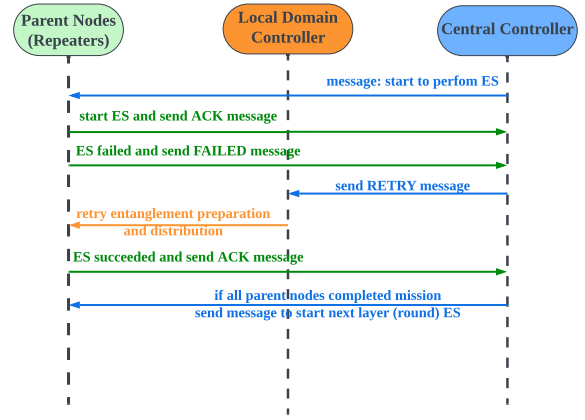 Parent Nodes
(Repeaters)
Local Domain
Controller
Central Controller
message: start to perfom ES
start ES and send ACK message
ES failed and send FAILED message
send RETRY message
retry entanglement preparation
and distribution
ES succeeded and send ACK message
if all parent nodes completed mission
send message to start next layer (round) ES